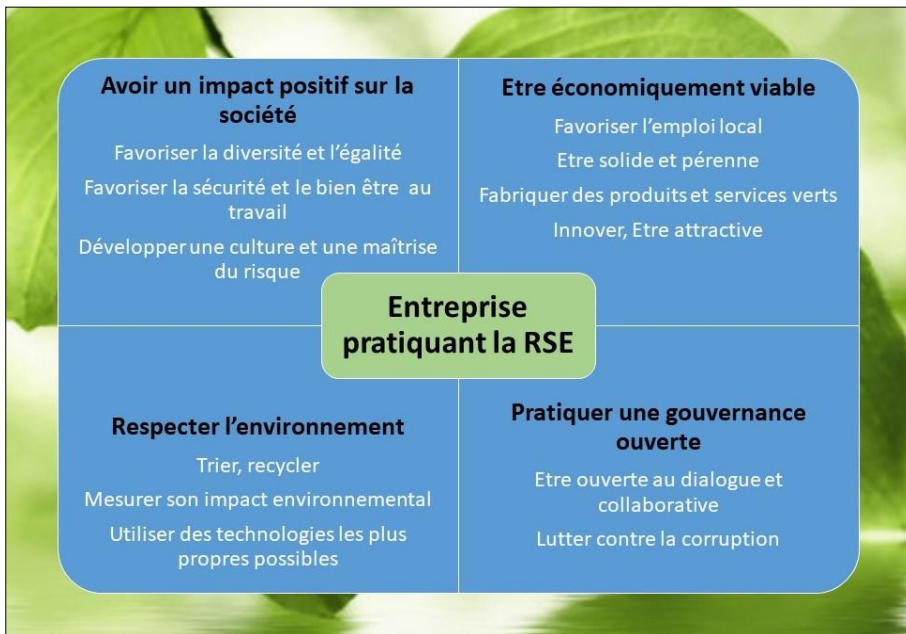 Avoir un impact positif sur la
société
Favoriser la diversité et l'égalité
Favoriser la sécurité et le bien être au
travail
Développer une culture et une maîtrise
du risque
Etre économiquement viable
Favoriser l'emploi local
Etre solide et pérenne
Fabriquer des produits et services verts
Innover, Etre attractive
Entreprise
pratiquant la RSE
Respecter l'environnement
Trier, recycler
Mesurer son impact environnemental
Utiliser des technologies les plus
propres possibles
Pratiquer une gouvernance
ouverte
Etre ouverte au dialogue et
collaborative
Lutter contre la corruption